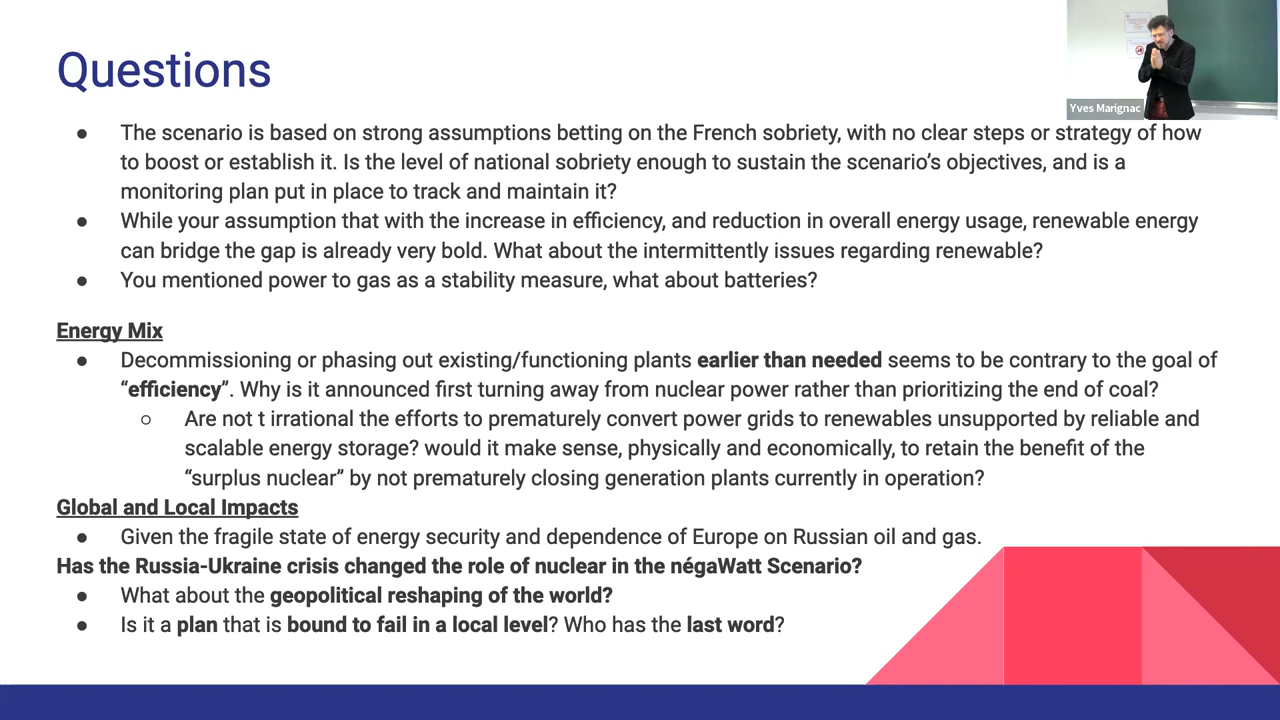 Questions
Yves Marignac
● The scenario is based on strong assumptions betting on the French sobriety, with no clear steps or strategy of how
to boost or establish it. Is the level of national sobriety enough to sustain the scenario’s objectives, and is a
monitoring plan put in place to track and maintain it?
● While your assumption that with the increase in efficiency, and reduction in overall energy usage, renewable energy
can bridge the gap is already very bold. What about the intermittently issues regarding renewable?
● You mentioned power to gas as a stability measure, what about batteries?
Energy Mix
● Decommissioning or phasing out existing/functioning plants earlier than needed seems to be contrary to the goal of
“efficiency”. Why is it announced first turning away from nuclear power rather than prioritizing the end of coal?
○ Are not t irrational the efforts to prematurely convert power grids to renewables unsupported by reliable and
scalable energy storage? would it make sense, physically and economically, to retain the benefit of the
“surplus nuclear” by not prematurely closing generation plants currently in operation?
Global and Local Impacts
● Given the fragile state of energy security and dependence of Europe on Russian oil and gas.
Has the Russia-Ukraine crisis changed the role of nuclear in the négaWatt Scenario?
● What about the geopolitical reshaping of the world?
● Is it a plan that is bound to fail in a local level? Who has the last word?